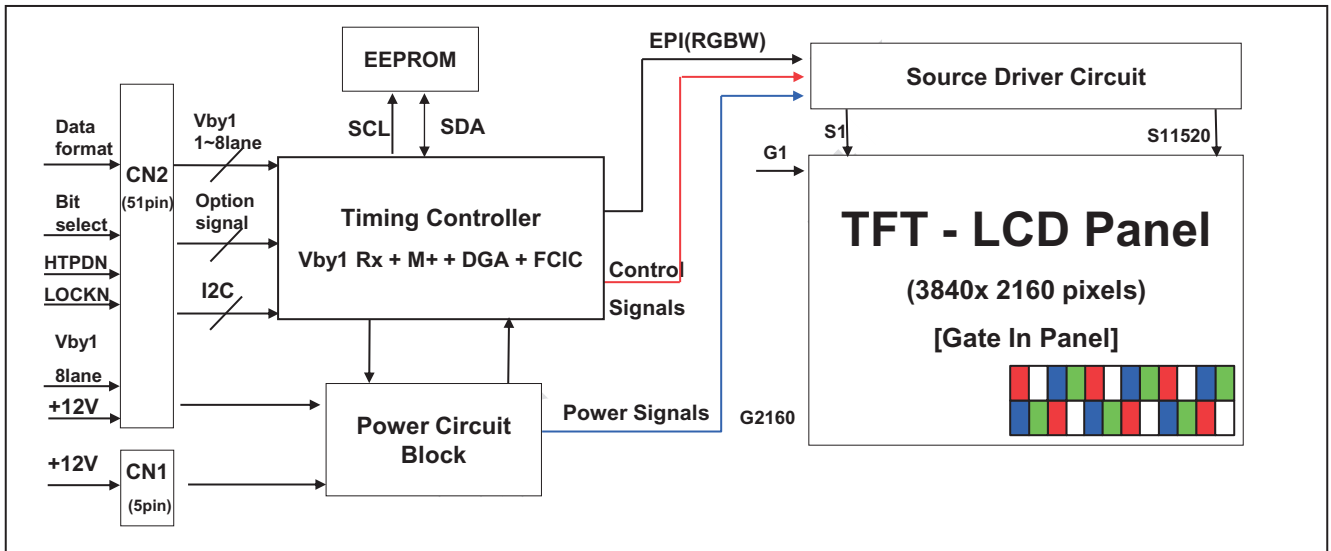 EEPROM
SCL
SDA
EPI(RGBW)
Source Driver Circuit
S1
S11520
G1
Data
format
Bit
select
HTPDN
LOCKN
Vby1
8lane
+12V
CN2
(51pin)
Vby1
1~8lane
Option
signal
I2C
Timing Controller
Vby1 Rx + M+ + DGA + FCIC
Control
Signals
TFT - LCD Panel
(3840x 2160 pixels)
[Gate In Panel]
G2160
Power Circuit
Block
Power Signals
+12V
CN1
(5pin)